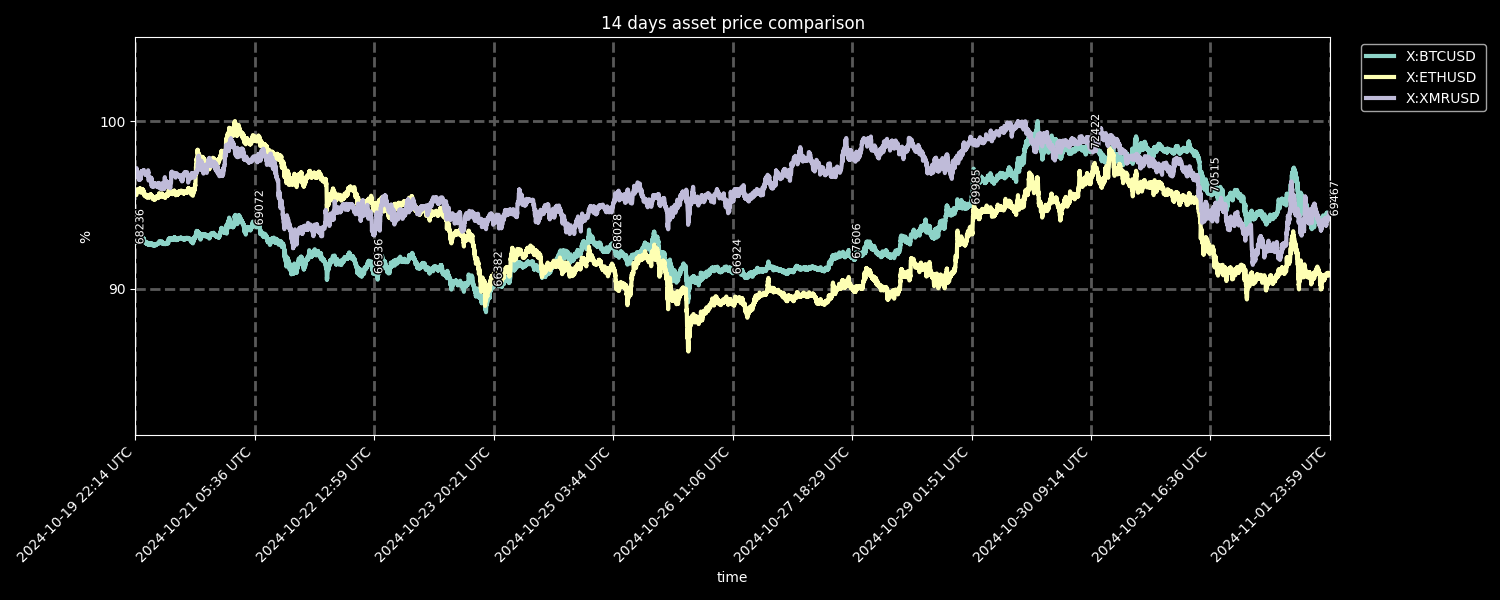 14 days asset price comparison
X:BTCUSD
X:ETHUSD
X:XMRUSD
100
90
%
68236
69072
66936
66382
68028
66924
67606
69985
72422
70515
69467
2024-10-19 22:14 UTC
2024-10-21 05:36 UTC
2024-10-22 12:59 UTC
2024-10-23 20:21 UTC
2024-10-25 03:44 UTC
2024-10-26 11:06 UTC
2024-10-27 18:29 UTC
2024-10-29 01:51 UTC
2024-10-30 09:14 UTC
2024-10-31 16:36 UTC
2024-11-01 23:59 UTC
time